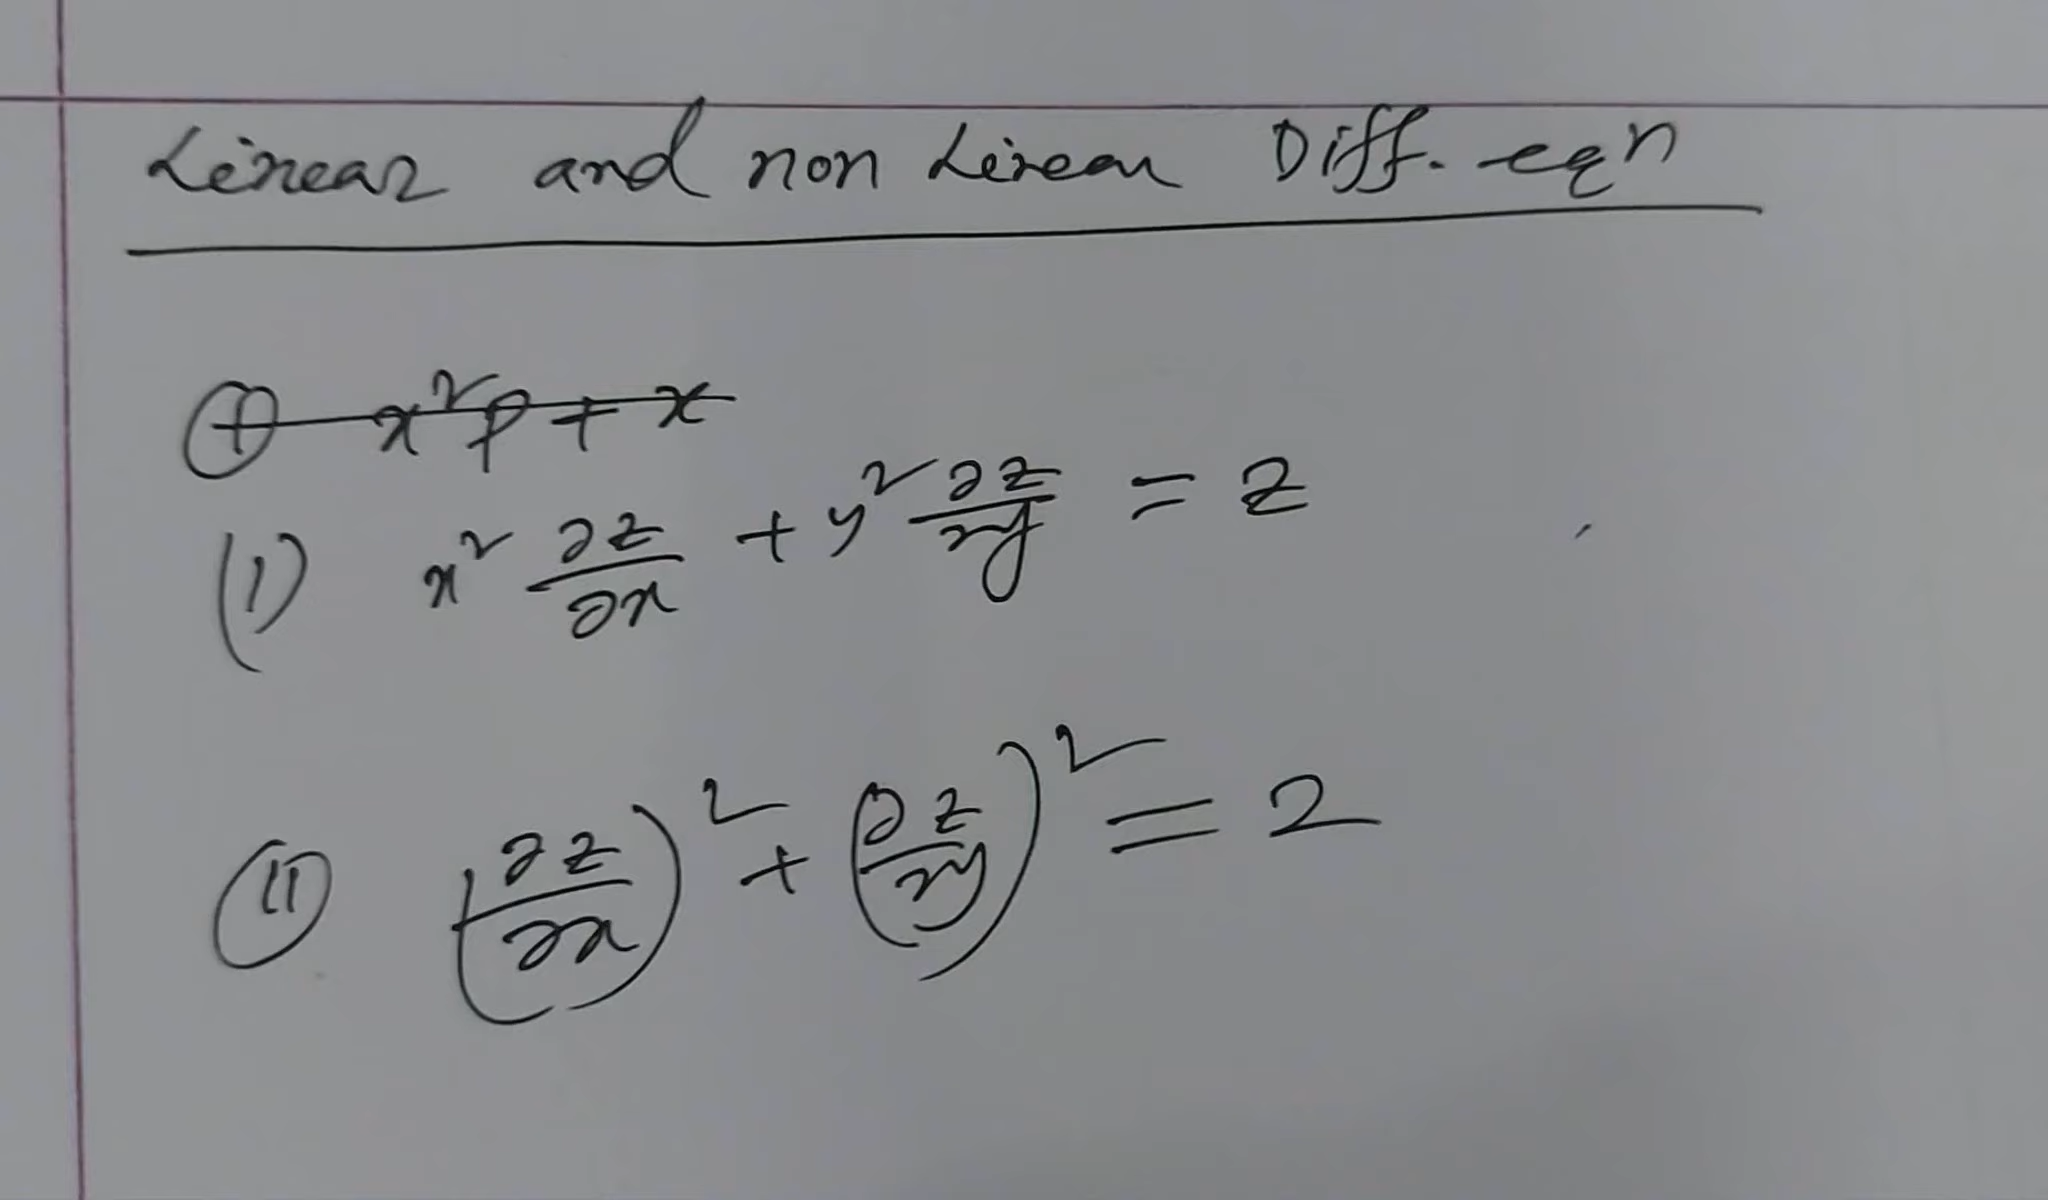 Linear and non Linear Diff. eqn
① x²p + x
(I) x² ∂z/∂x + y² ∂z/∂y = z
(II) (∂z/∂x)² + (∂z/∂y)² = 2